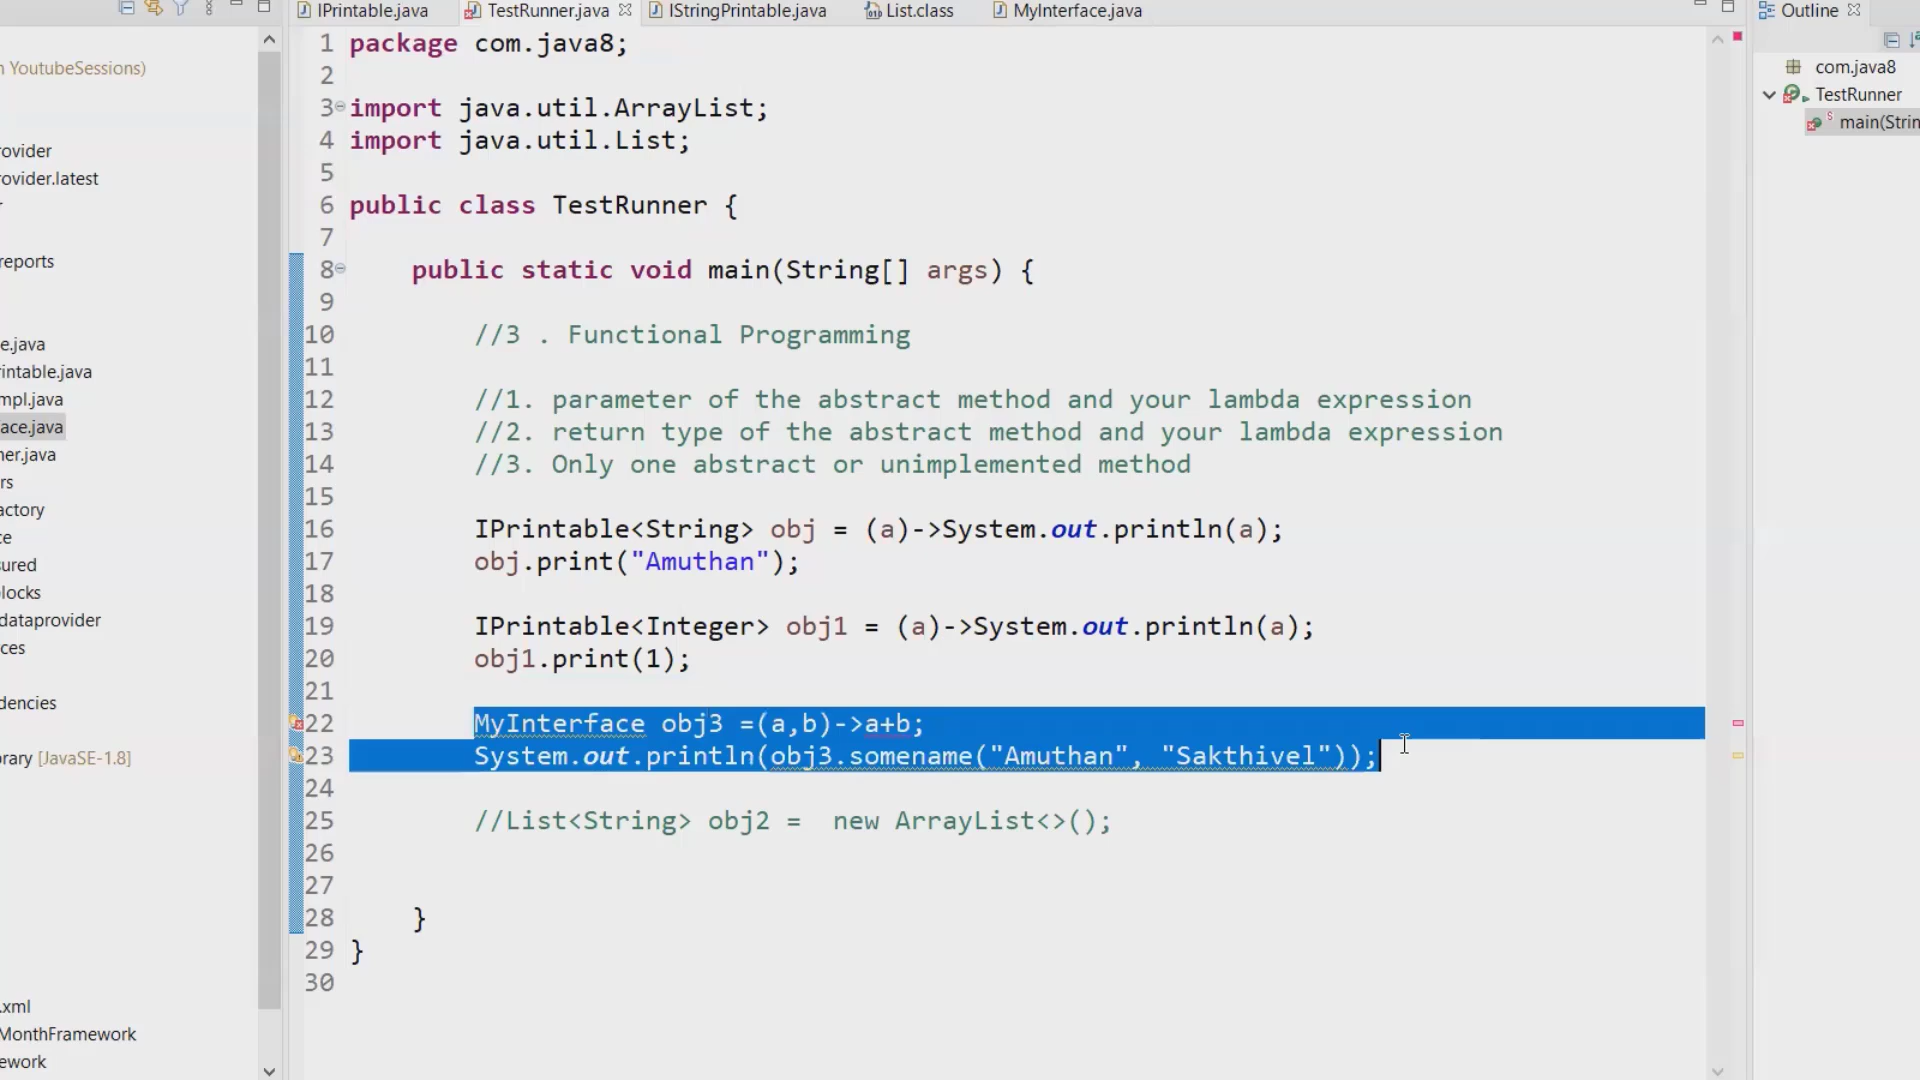 IPrintable.java
TestRunner.java
IStringPrintable.java
List.class
MyInterface.java
Outline
n YoutubeSessions)
ovider
ovider.latest
r
reports
e.java
intable.java
mpl.java
ace.java
ner.java
rs
actory
ce
sured
locks
dataprovider
ces
dencies
rary [JavaSE-1.8]
.xml
MonthFramework
ework
1 package com.java8;
2
3 import java.util.ArrayList;
4 import java.util.List;
5
6 public class TestRunner {
7
8 public static void main(String[] args) {
9
10 //3 . Functional Programming
11
12 //1. parameter of the abstract method and your lambda expression
13 //2. return type of the abstract method and your lambda expression
14 //3. Only one abstract or unimplemented method
15
16 IPrintable<String> obj = (a)->System.out.println(a);
17 obj.print("Amuthan");
18
19 IPrintable<Integer> obj1 = (a)->System.out.println(a);
20 obj1.print(1);
21
22 MyInterface obj3 =(a,b)->a+b;
23 System.out.println(obj3.somename("Amuthan", "Sakthivel"));
24
25 //List<String> obj2 =  new ArrayList<>();
26
27
28 }
29 }
30
com.java8
TestRunner
S main(Strin